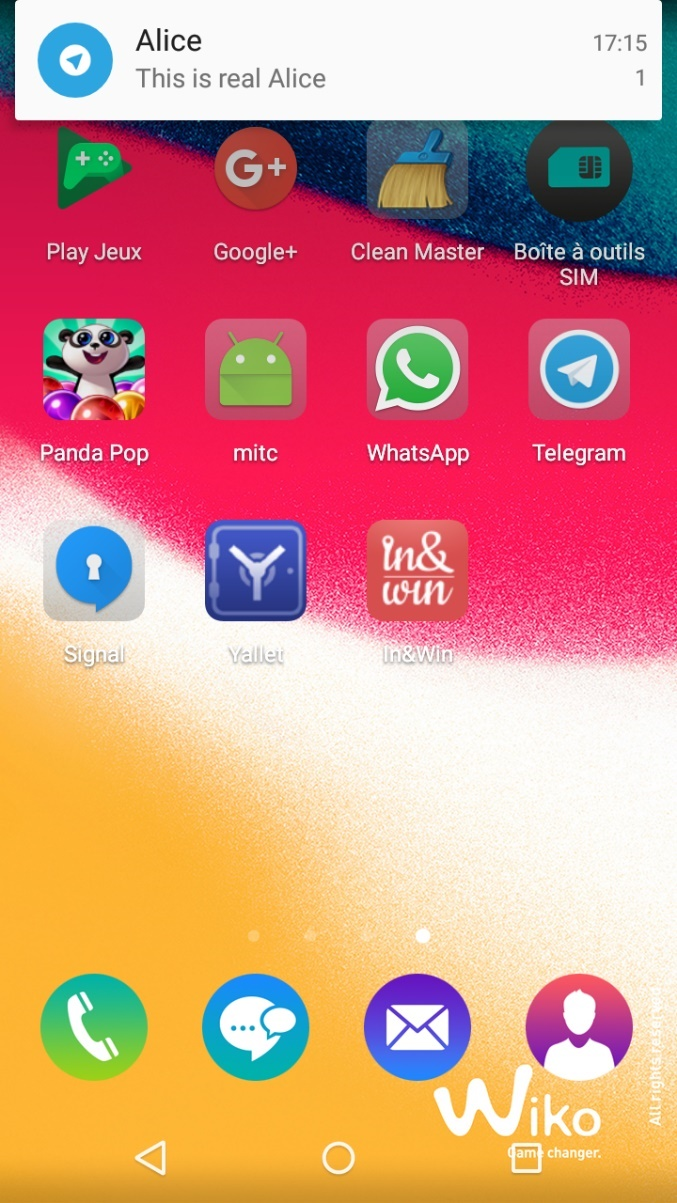 Alice
17:15
This is real Alice
1
Play Jeux
Google+
Clean Master
Boîte à outils
SIM
G+
Panda Pop
mitc
WhatsApp
Telegram
in&
win
Signal
Yallet
In&Win
All rights reserved
Wiko
Game changer.